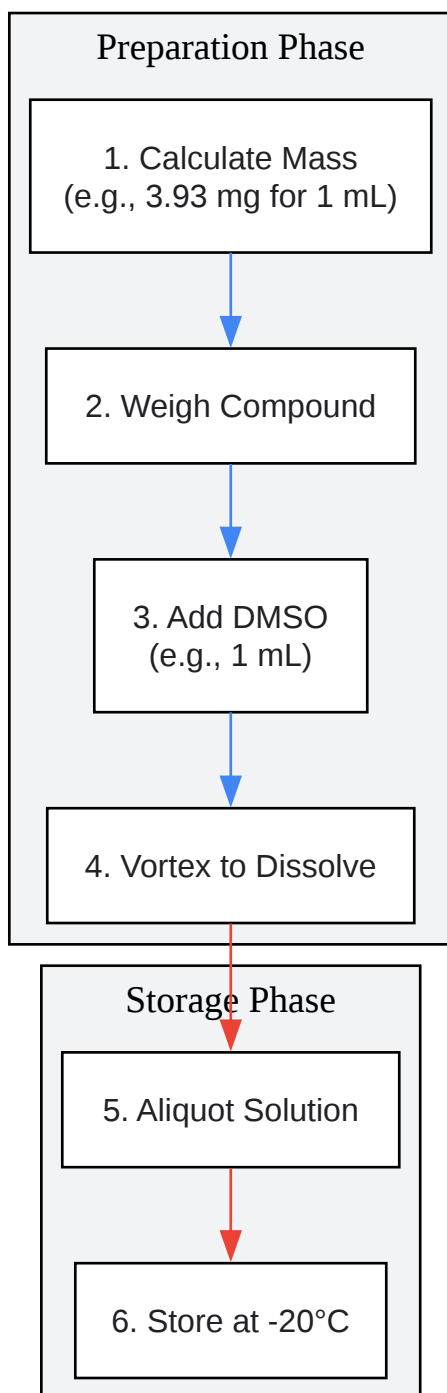 Preparation Phase
1. Calculate Mass
(e.g., 3.93 mg for 1 mL)
2. Weigh Compound
3. Add DMSO
(e.g., 1 mL)
4. Vortex to Dissolve
Storage Phase
5. Aliquot Solution
6. Store at -20°C